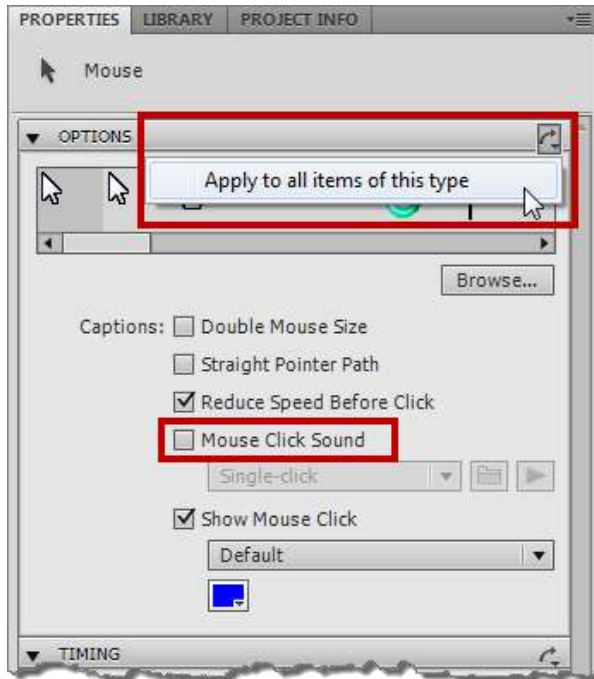 PROPERTIES LIBRARY PROJECT INFO
Mouse
OPTIONS
Apply to all items of this type
Browse...
Captions: Double Mouse Size
Straight Pointer Path
Reduce Speed Before Click
Mouse Click Sound
Single-click
Show Mouse Click
Default
TIMING